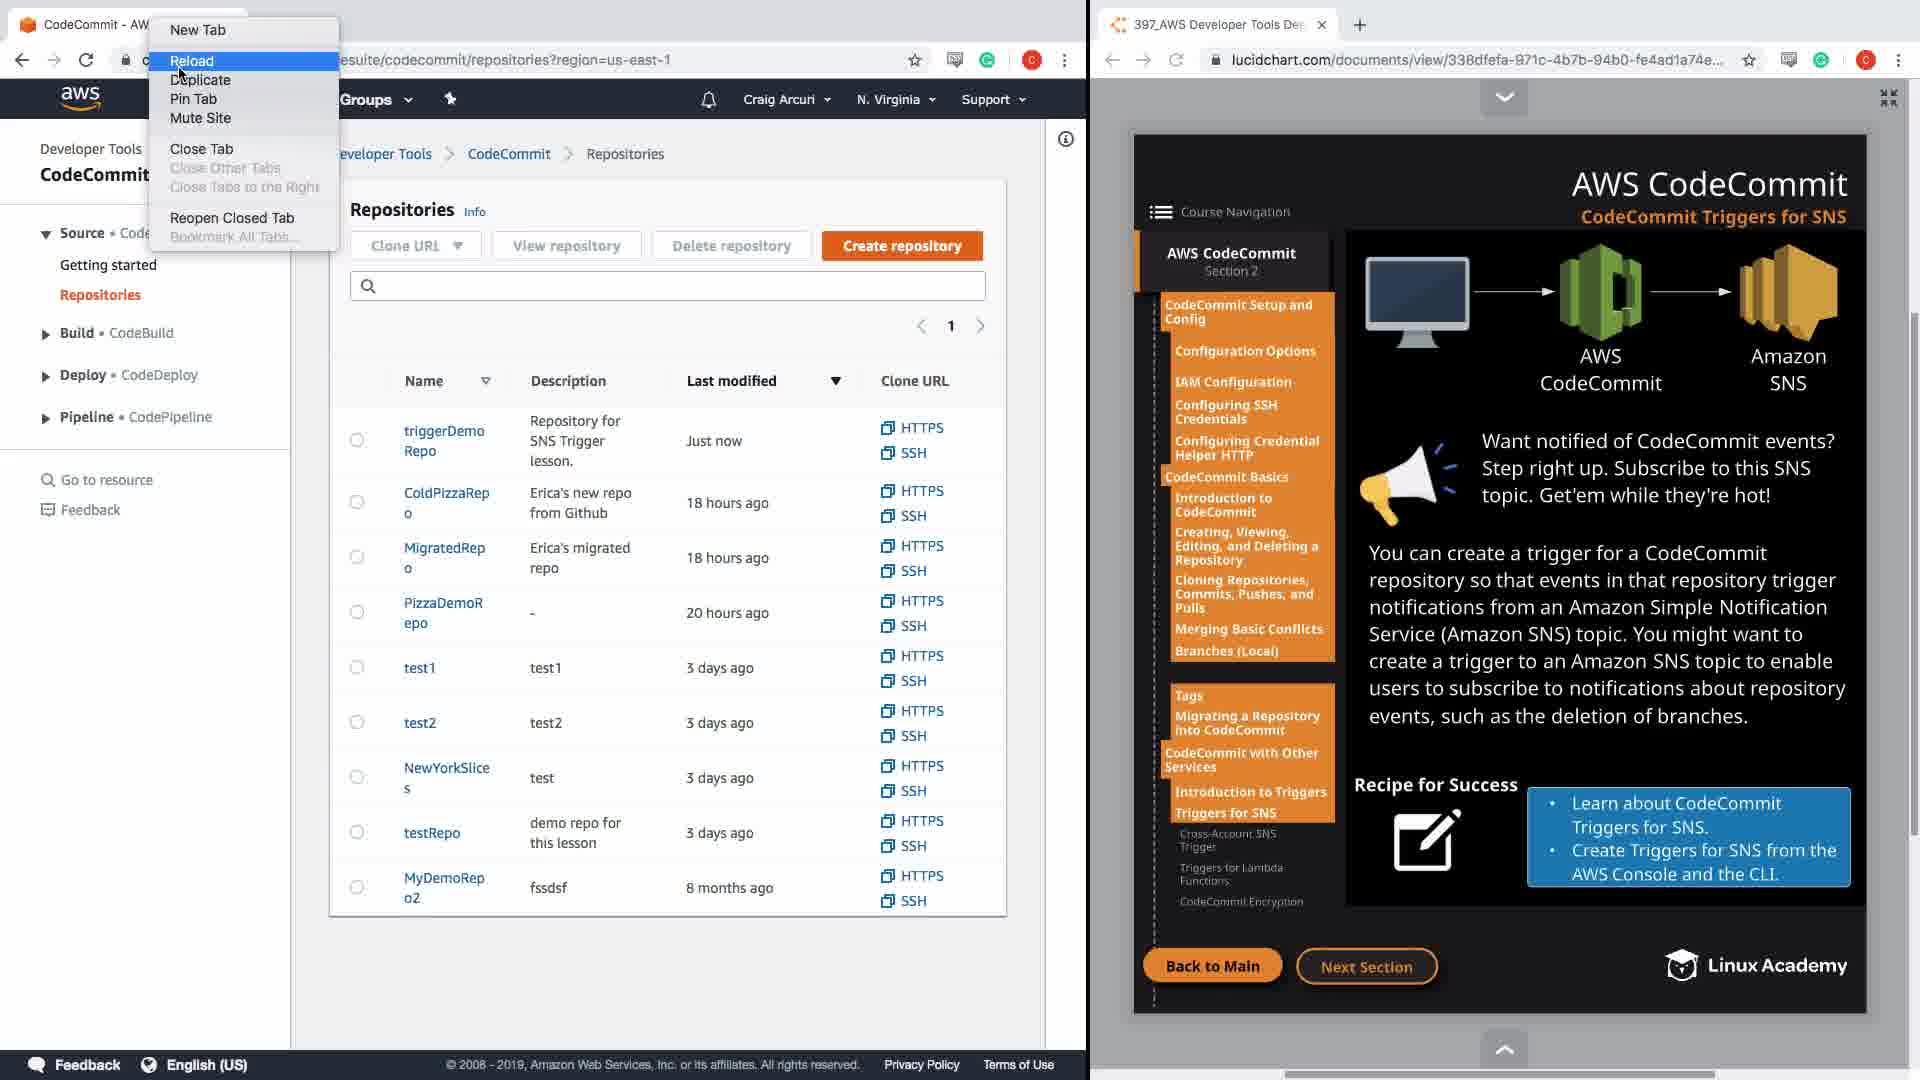 CodeCommit - AW
New Tab
Reload
Duplicate
Pin Tab
Mute Site
Close Tab
Close Other Tabs
Close Tabs to the Right
Reopen Closed Tab
Bookmark All Tabs...
esuite/codecommit/repositories?region=us-east-1
C
aws
Groups
Craig Arcuri
N. Virginia
Support
Developer Tools
CodeCommit
Source • Code
Getting started
Repositories
Build • CodeBuild
Deploy • CodeDeploy
Pipeline • CodePipeline
Go to resource
Feedback
eveloper Tools
CodeCommit
Repositories
Repositories Info
Clone URL
View repository
Delete repository
Create repository
1
Name
Description
Last modified
Clone URL
triggerDemo
Repo
Repository for
SNS Trigger
lesson.
Just now
HTTPS
SSH
ColdPizzaRep
o
Erica's new repo
from Github
18 hours ago
HTTPS
SSH
MigratedRep
o
Erica's migrated
repo
18 hours ago
HTTPS
SSH
PizzaDemoR
epo
-
20 hours ago
HTTPS
SSH
test1
test1
3 days ago
HTTPS
SSH
test2
test2
3 days ago
HTTPS
SSH
NewYorkSlice
s
test
3 days ago
HTTPS
SSH
testRepo
demo repo for
this lesson
3 days ago
HTTPS
SSH
MyDemoRep
o2
fssdsf
8 months ago
HTTPS
SSH
Feedback
English (US)
© 2008 - 2019, Amazon Web Services, Inc. or its affiliates. All rights reserved.
Privacy Policy
Terms of Use
397_AWS Developer Tools De
lucidchart.com/documents/view/338dfefa-971c-4b7b-94b0-fe4ad1a74e...
C
AWS CodeCommit
CodeCommit Triggers for SNS
Course Navigation
AWS CodeCommit
Section 2
CodeCommit Setup and
Config
Configuration Options
IAM Configuration
Configuring SSH
Credentials
Configuring Credential
Helper HTTP
CodeCommit Basics
Introduction to
CodeCommit
Creating, Viewing,
Editing, and Deleting a
Repository
Cloning Repositories,
Commits, Pushes, and
Pulls
Merging Basic Conflicts
Branches (Local)
Tags
Migrating a Repository
into CodeCommit
CodeCommit with Other
Services
Introduction to Triggers
Triggers for SNS
Cross-Account SNS
Trigger
Triggers for Lambda
Functions
CodeCommit Encryption
AWS
CodeCommit
Amazon
SNS
Want notified of CodeCommit events?
Step right up. Subscribe to this SNS
topic. Get'em while they're hot!
You can create a trigger for a CodeCommit
repository so that events in that repository trigger
notifications from an Amazon Simple Notification
Service (Amazon SNS) topic. You might want to
create a trigger to an Amazon SNS topic to enable
users to subscribe to notifications about repository
events, such as the deletion of branches.
Recipe for Success
• Learn about CodeCommit
Triggers for SNS.
• Create Triggers for SNS from the
AWS Console and the CLI.
Back to Main
Next Section
Linux Academy